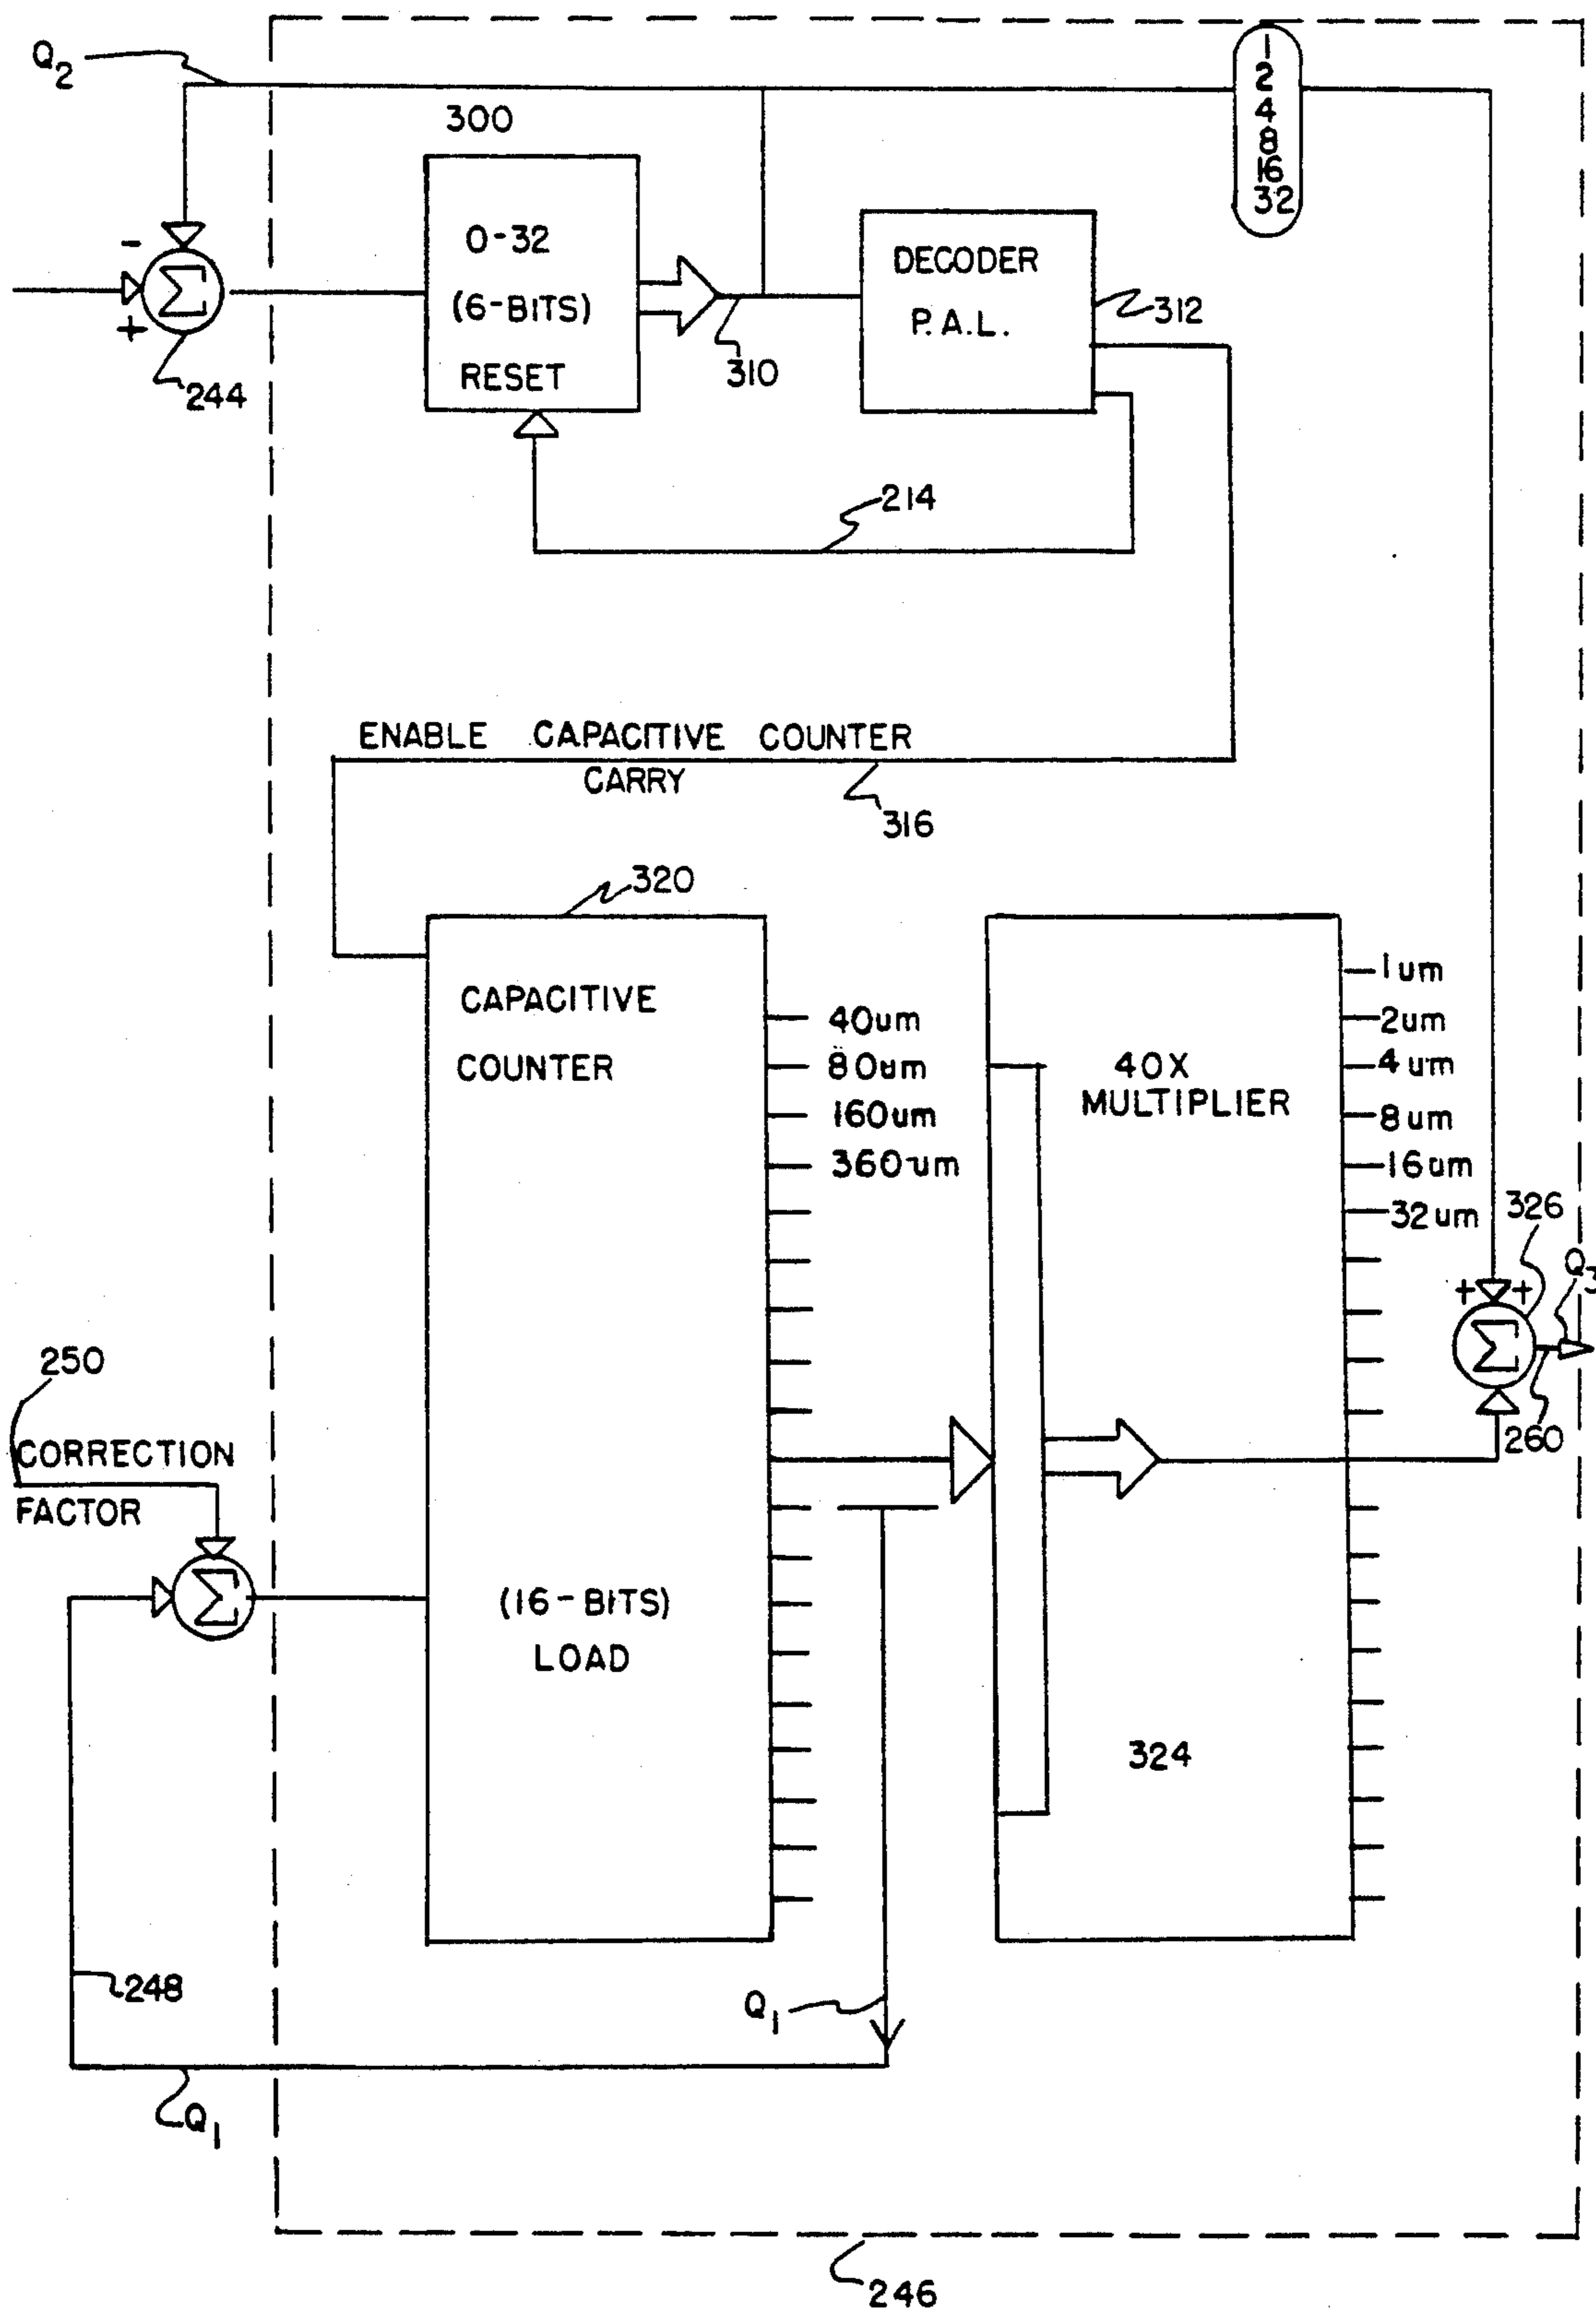 Q2
1
2
4
8
16
32
300
0-32
(6-BITS)
RESET
DECODER
P.A.L.
312
310
-
+
Σ
244
214
ENABLE CAPACITIVE COUNTER
CARRY
316
320
CAPACITIVE
COUNTER
40um
80um
160um
360um
(16-BITS)
LOAD
40X
MULTIPLIER
324
1um
2um
4um
8um
16um
32um
326
Q3
+ +
Σ
260
250
CORRECTION
FACTOR
Σ
248
Q1
Q1
246